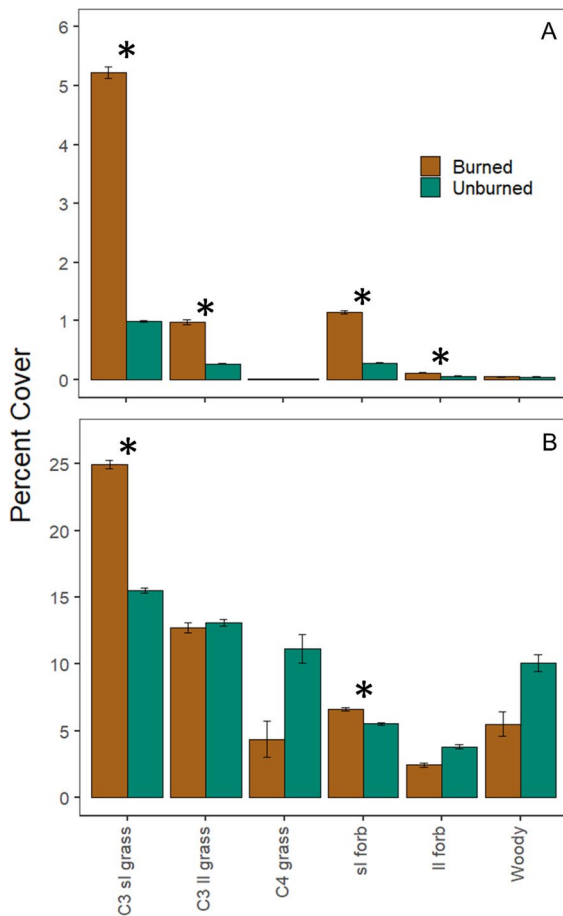 A
6
5
4
3
2
1
0
*
*
*
*
Burned
Unburned
Percent Cover
B
25
20
15
10
5
0
*
*
C3 sl grass
C3 ll grass
C4 grass
sl forb
ll forb
Woody